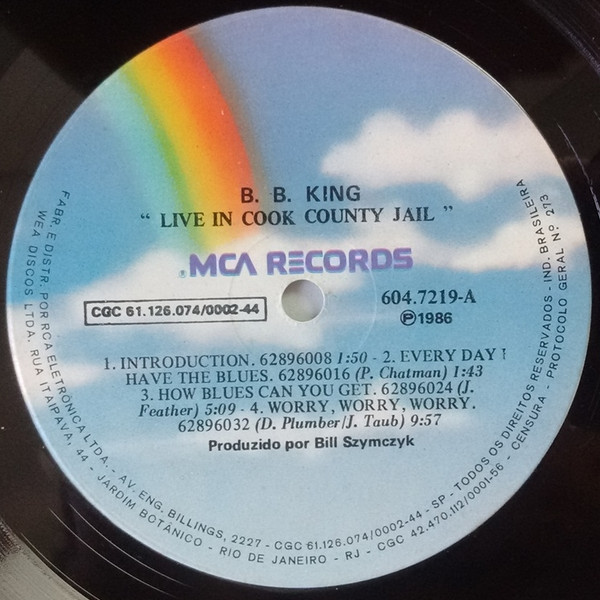 B. B. KING
“ LIVE IN COOK COUNTY JAIL ”
®MCA RECORDS
CGC 61.126.074/0002-44
604.7219-A
Ⓟ1986
1. INTRODUCTION. 62896008 1:50 - 2. EVERY DAY I
HAVE THE BLUES. 62896016 (P. Chatman) 1:43
3. HOW BLUES CAN YOU GET. 62896024 (J.
Feather) 5:09 - 4. WORRY, WORRY, WORRY.
62896032 (D. Plumber/J. Taub) 9:57
Produzido por Bill Szymczyk
FABR. E DISTR. POR RCA ELETRÔNICA LTDA. - AV. ENG. BILLINGS, 2227 - CGC 61.126.074/0002-44 - SP - TODOS OS DIREITOS RESERVADOS - IND. BRASILEIRA
WEA DISCOS LTDA. RUA ITAIPAVA, 44 - JARDIM BOTÂNICO - RIO DE JANEIRO - RJ - CGC 42.470.112/0001-56 - CENSURA - PROTOCOLO GERAL Nº 273